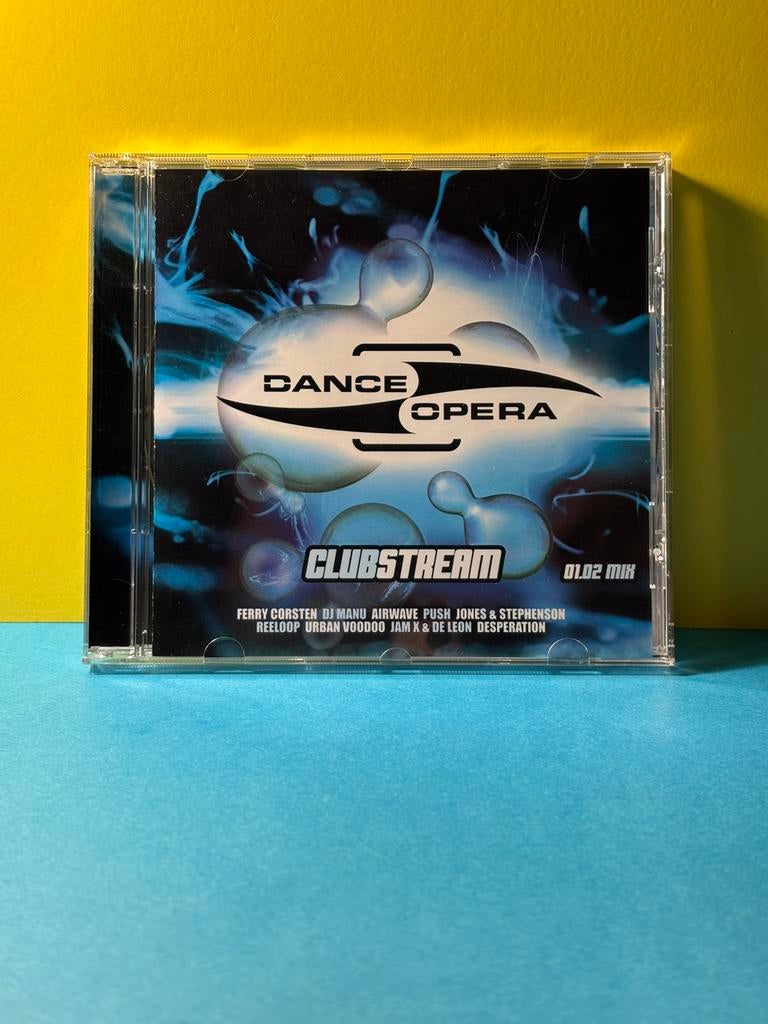 DANCE
OPERA
CLUBSTREAM
01.02 MIX
FERRY CORSTEN DJ MANU AIRWAVE PUSH JONES & STEPHENSON
REELOOP URBAN VOODOO JAM X & DE LEON DESPERATION